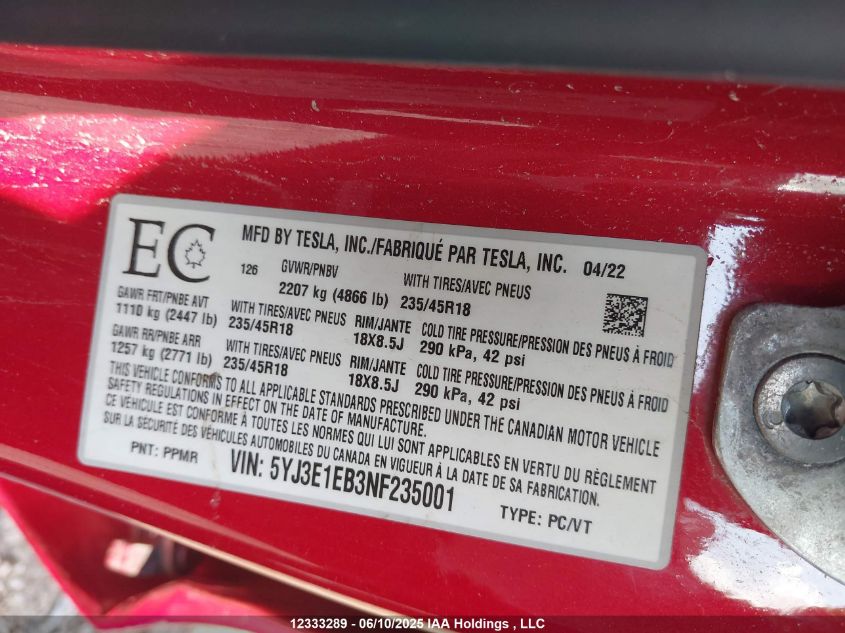 EC
MFD BY TESLA, INC./FABRIQUÉ PAR TESLA, INC. 04/22
126 GVWR/PNBV WITH TIRES/AVEC PNEUS
2207 kg (4866 lb) 235/45R18
GAWR FRT/PNBE AVT WITH TIRES/AVEC PNEUS RIM/JANTE COLD TIRE PRESSURE/PRESSION DES PNEUS À FROID
1110 kg (2447 lb) 235/45R18 18X8.5J 290 kPa, 42 psi
GAWR RR/PNBE ARR WITH TIRES/AVEC PNEUS RIM/JANTE COLD TIRE PRESSURE/PRESSION DES PNEUS À FROID
1257 kg (2771 lb) 235/45R18 18X8.5J 290 kPa, 42 psi
THIS VEHICLE CONFORMS TO ALL APPLICABLE STANDARDS PRESCRIBED UNDER THE CANADIAN MOTOR VEHICLE
SAFETY REGULATIONS IN EFFECT ON THE DATE OF MANUFACTURE.
CE VÉHICULE EST CONFORME À TOUTES LES NORMES QUI LUI SONT APPLICABLES EN VERTU DU RÈGLEMENT
SUR LA SÉCURITÉ DES VÉHICULES AUTOMOBILES DU CANADA EN VIGUEUR À LA DATE DE SA FABRICATION.
PNT: PPMR VIN: 5YJ3E1EB3NF235001 TYPE: PC/VT
12333289 - 06/10/2025 IAA Holdings , LLC